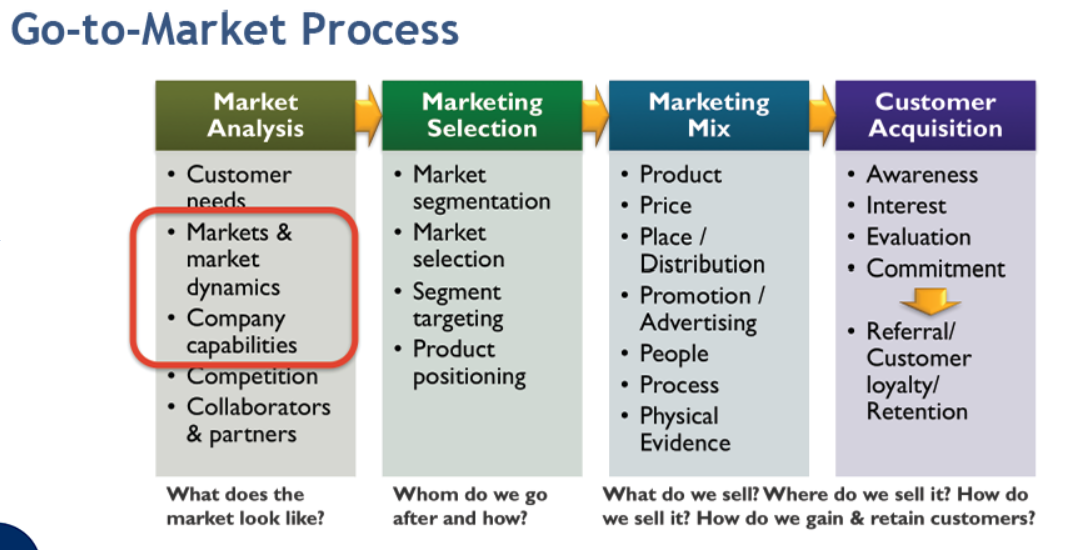 Go-to-Market Process
Market
Analysis
• Customer
needs
• Markets &
market
dynamics
• Company
capabilities
• Competition
• Collaborators
& partners
What does the
market look like?
Marketing
Selection
• Market
segmentation
• Market
selection
• Segment
targeting
• Product
positioning
Whom do we go
after and how?
Marketing
Mix
• Product
• Price
• Place /
Distribution
• Promotion /
Advertising
• People
• Process
• Physical
Evidence
Customer
Acquisition
• Awareness
• Interest
• Evaluation
• Commitment
• Referral/
Customer
loyalty/
Retention
What do we sell? Where do we sell it? How do
we sell it? How do we gain & retain customers?